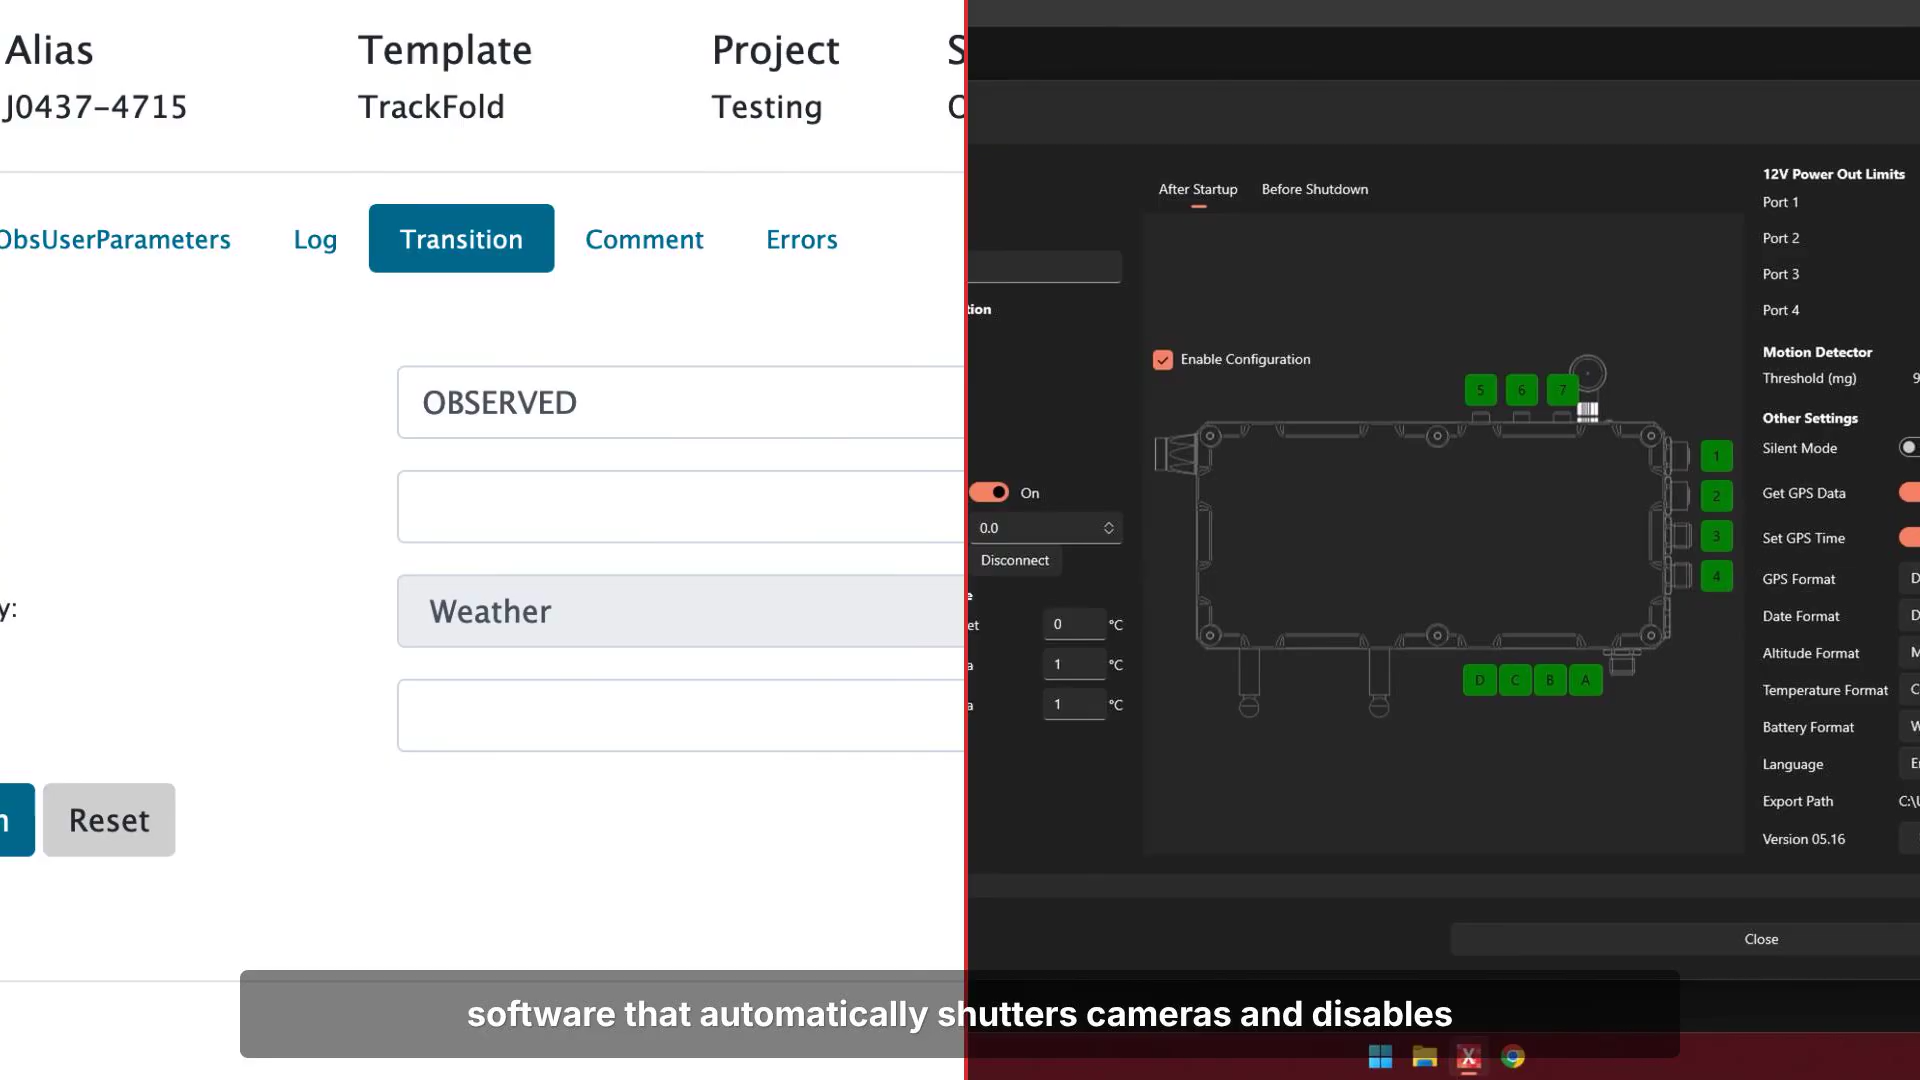 Alias
Template
Project
J0437-4715
TrackFold
Testing
ObsUserParameters
Log
Transition
Comment
Errors
OBSERVED
Weather
y:
Reset
After Startup
Before Shutdown
Enable Configuration
5
6
7
1
2
3
4
D
C
B
A
tion
On
0.0
Disconnect
et
0
°C
1
°C
1
°C
12V Power Out Limits
Port 1
Port 2
Port 3
Port 4
Motion Detector
Threshold (mg)
9
Other Settings
Silent Mode
Get GPS Data
Set GPS Time
GPS Format
Date Format
Altitude Format
Temperature Format
Battery Format
Language
Export Path
C:\
Version 05.16
Close
software that automatically shutters cameras and disables
X